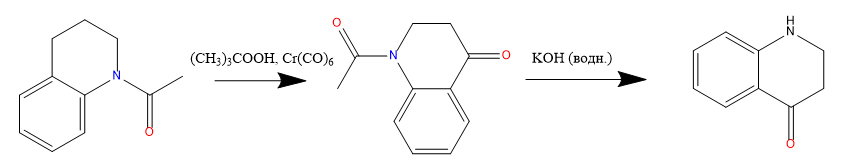 (CH₃)₃COOH, Cr(CO)₆
KOH (водн.)
N
O
O
N
O
H
N
O